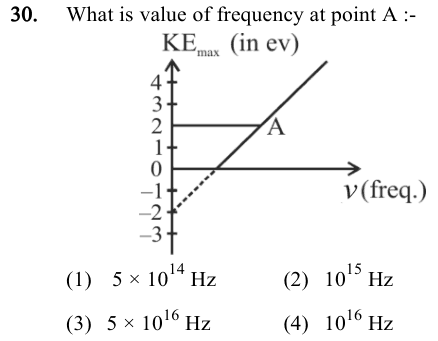 30. What is value of frequency at point A :-
KEmax (in ev)
4
3
2
A
1
0
–1
ν(freq.)
–2
–3
(1) 5 × 10^14 Hz (2) 10^15 Hz
(3) 5 × 10^16 Hz (4) 10^16 Hz